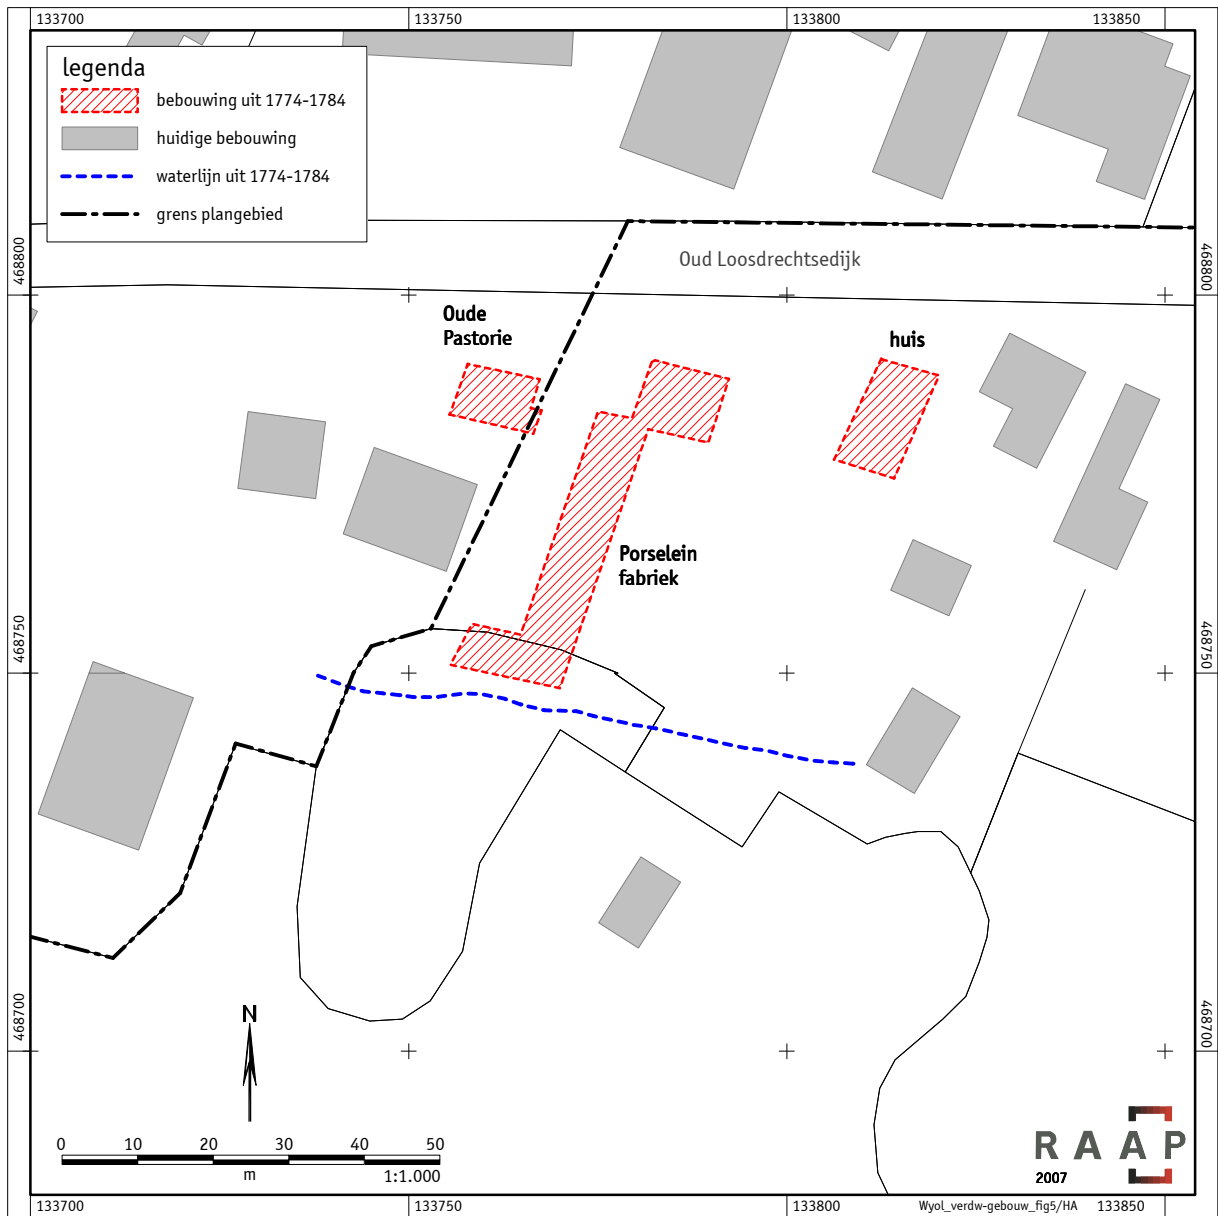 133700 133750 133800 133850
legenda
bebouwing uit 1774-1784
huidige bebouwing
waterlijn uit 1774-1784
grens plangebied
Oud Loosdrechtsedijk
468800 468800
Oude
Pastorie
huis
Porselein
fabriek
468750 468750
N
468700 468700
0 10 20 30 40 50
m 1:1.000
RAAP
2007
Wyol_verdw-gebouw_fig5/HA
133700 133750 133800 133850